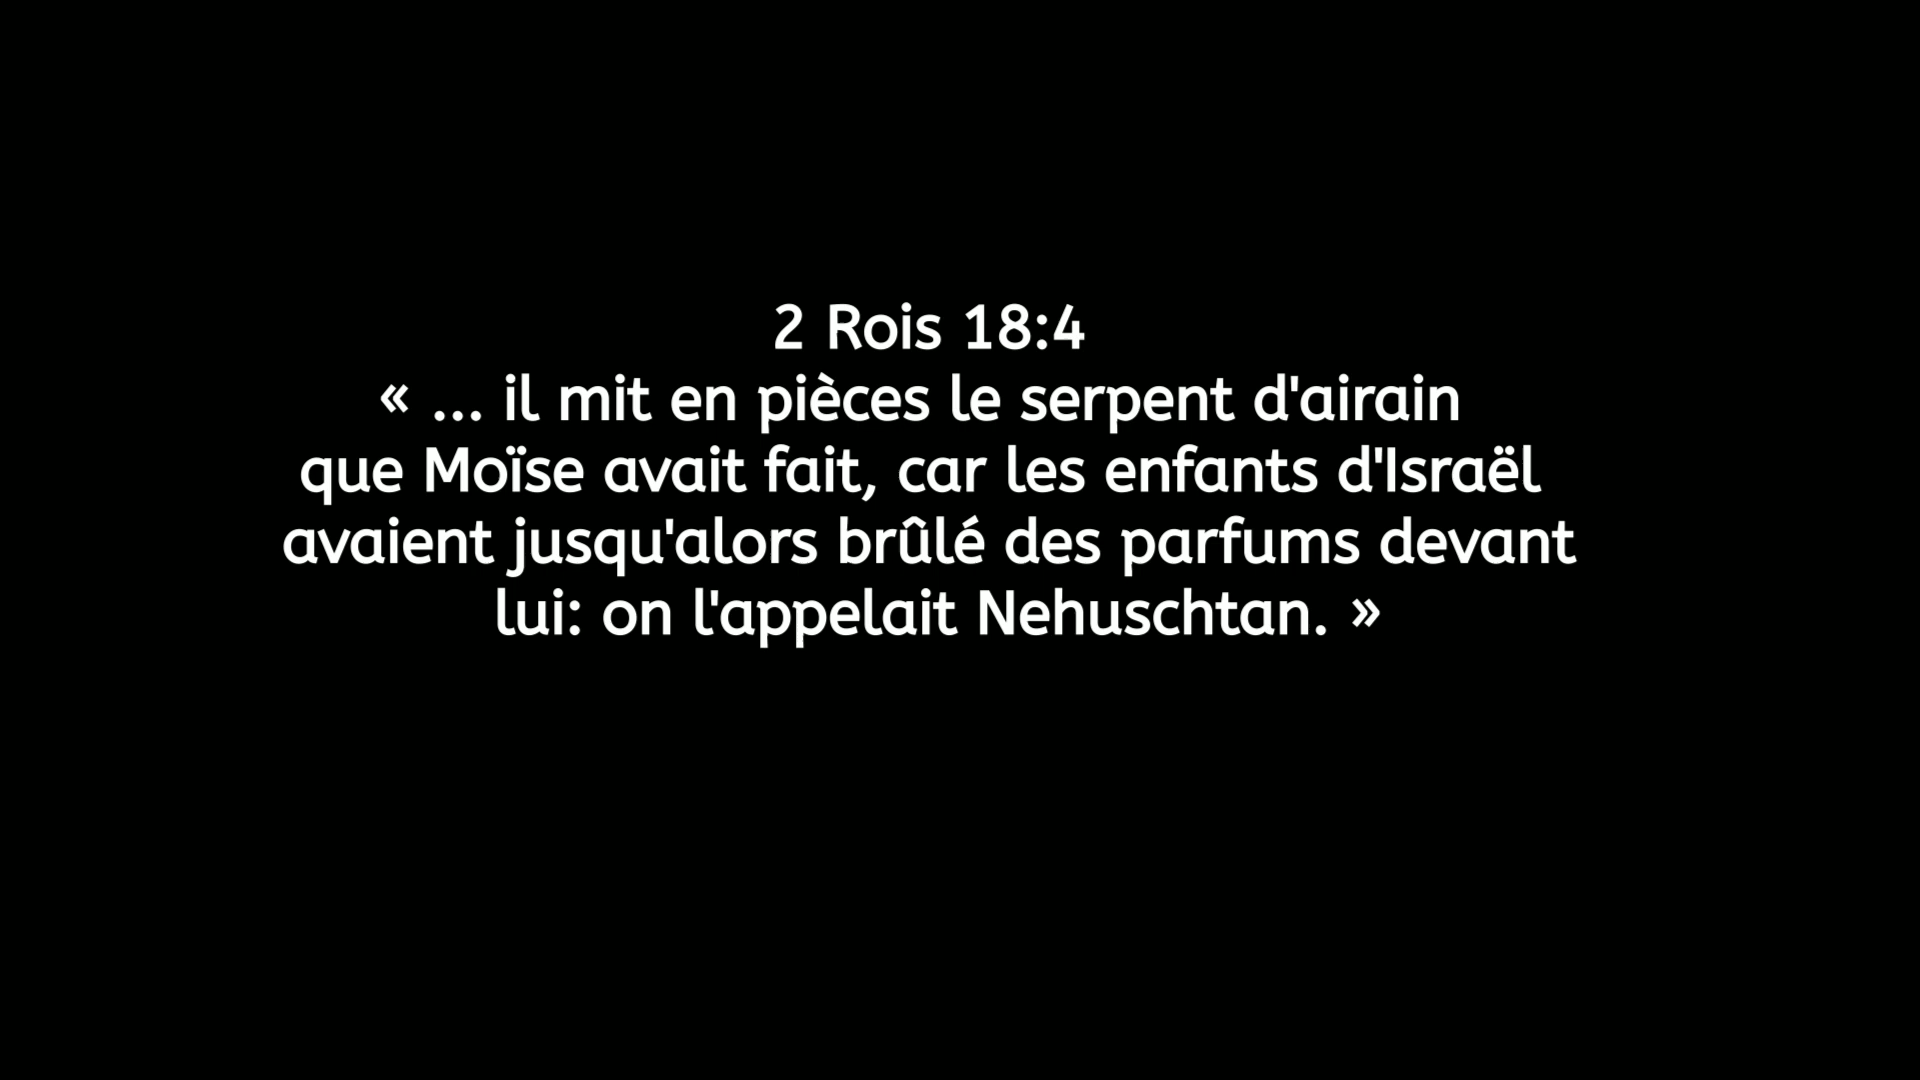 2 Rois 18:4
« ... il mit en pièces le serpent d'airain
que Moïse avait fait, car les enfants d'Israël
avaient jusqu'alors brûlé des parfums devant
lui: on l'appelait Nehuschtan. »